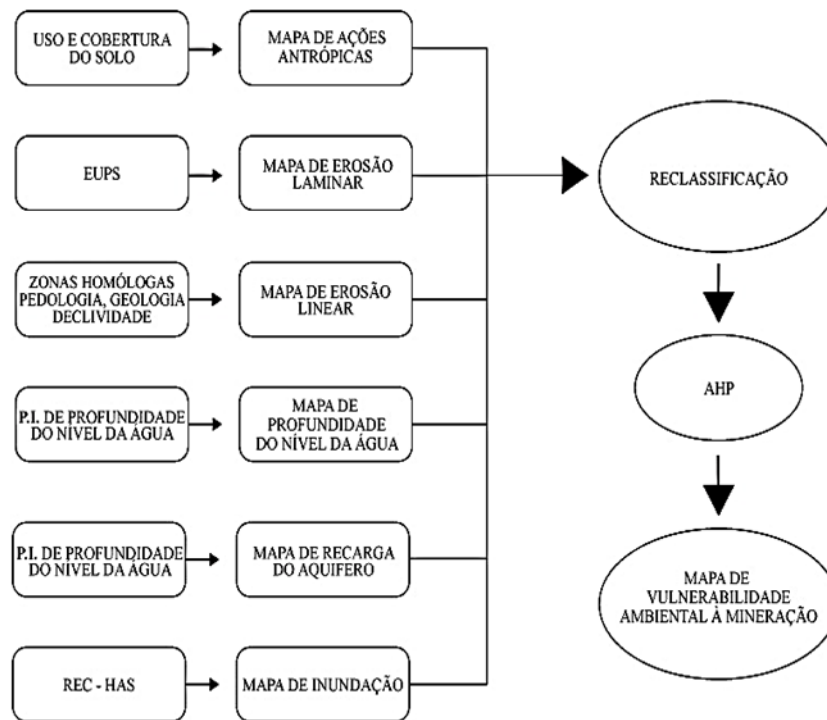 USO E COBERTURA
DO SOLO
MAPA DE AÇÕES
ANTRÓPICAS
EUPS
MAPA DE EROSÃO
LAMINAR
ZONAS HOMÓLOGAS
PEDOLOGIA, GEOLOGIA
DECLIVIDADE
MAPA DE EROSÃO
LINEAR
P.I. DE PROFUNDIDADE
DO NÍVEL DA ÁGUA
MAPA DE
PROFUNDIDADE
DO NÍVEL DA ÁGUA
P.I. DE PROFUNDIDADE
DO NÍVEL DA ÁGUA
MAPA DE RECARGA
DO AQUIFERO
REC - HAS
MAPA DE INUNDAÇÃO
RECLASSIFICAÇÃO
AHP
MAPA DE
VULNERABILIDADE
AMBIENTAL À MINERAÇÃO